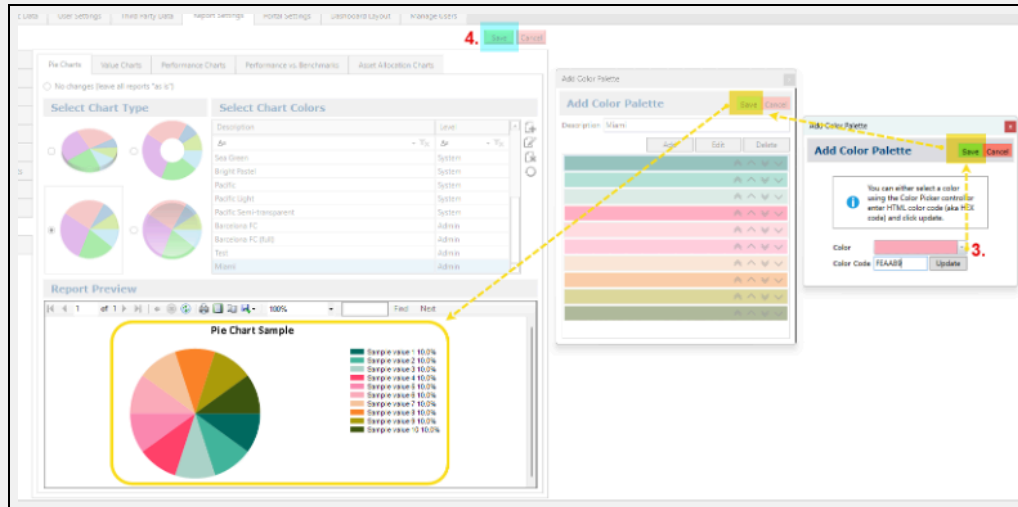 Data
User Settings
Third Party Data
Report Settings
Portal Settings
Dashboard Layout
Manage Users
4. Save Cancel
Pie Charts
Value Charts
Performance Charts
Performance vs. Benchmarks
Asset Allocation Charts
No changes (leave all reports "as is")
Select Chart Type
Select Chart Colors
Description Level
Sea Green System
Bright Pastel System
Pacific System
Pacific Light System
Pacific Semi-transparent System
Barcelona FC Admin
Barcelona FC (full) Admin
Test Admin
Miami Admin
Report Preview
1 of 1 100% Find Next
Pie Chart Sample
Sample value 1 10.0%
Sample value 2 10.0%
Sample value 3 10.0%
Sample value 4 10.0%
Sample value 5 10.0%
Sample value 6 10.0%
Sample value 7 10.0%
Sample value 8 10.0%
Sample value 9 10.0%
Sample value 10 10.0%
Add Color Palette
Add Color Palette
Save Cancel
Description Miami
Add Edit Delete
Add Color Palette
Add Color Palette
Save Cancel
You can either select a color
using the Color Picker control or
enter HTML color code (aka HEX
code) and click update.
Color
3.
Color Code FEAABB Update